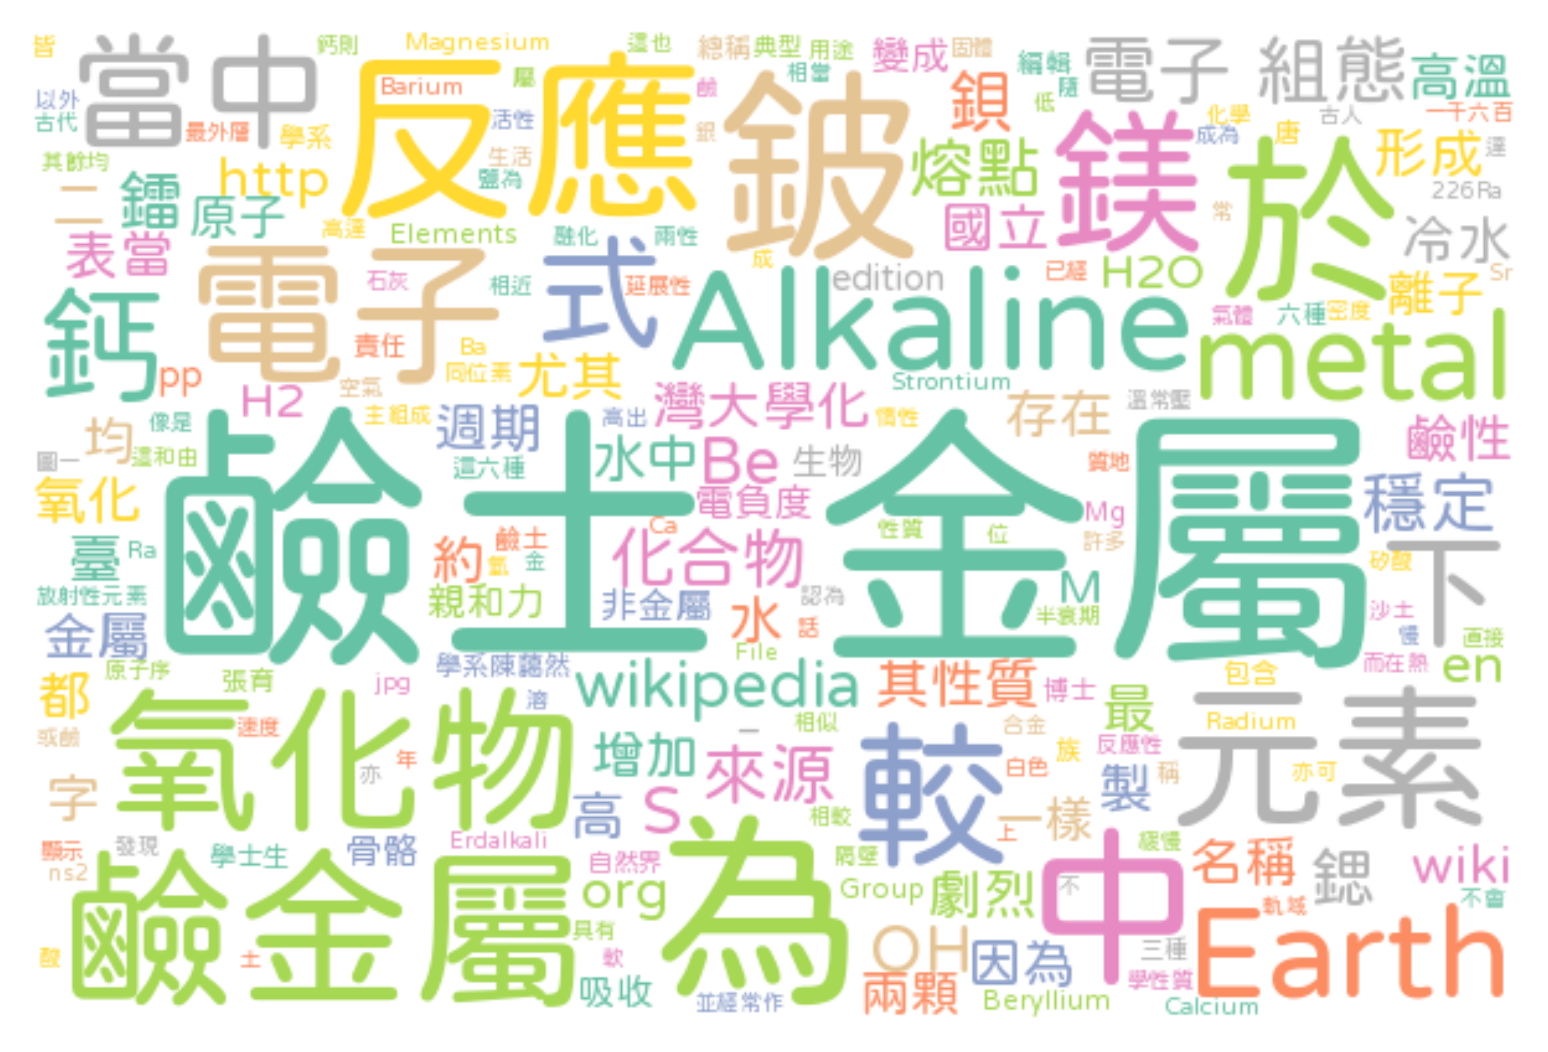 皆
當中
鈣則
Magnesium
這也
總稱
典型
用途
變成
固體
編輯
電子 組態
高溫
反應
Barium
屬
鹼
相當
鋇
隨
低
以外
古代
最外層
學系
活性
銀
鈹
化學
古人
一千六百
成為
唐
形成
其餘均
http
生活
鹽為
熔點
鎂
於
226Ra
二
鐳
原子
高達
Elements
融化
兩性
國立
常
冷水
表當
電子
石灰
相近
式
延展性
成
edition
已經
H2O
離子
Sr
鈣
Alkaline
氣體
六種
密度
責任
Ba
pp
空氣
同位素
尤其
Strontium
metal
H2
主組成
週期
高出
灣大學化
惰性
存在
溫常壓
均
像是
圖一
這和由
鹼土金屬
這六種
水中
Be
生物
質地
鹼性
氧化
電負度
Mg
許多
穩定
臺
Ra
約
鹼土
氫
金
Ca
化合物
性質
位
M
矽酸
下
放射性元素
親和力
非金屬
水
認為
話
半衰期
沙土
慢
直接
金屬
原子序
File
學系陳藹然
而在熱
en
都
張育
jpg
溶
wikipedia
其性質
博士
包含
最
氧化物
速度
或鹼
相似
合金
Radium
元素
亦
年
增加
來源
較
族
反應性
白色
製
稱
亦可
字
高
S
相較
一樣
上
顯示
發現
學士生
骨骼
Erdalkali
自然界
為
隔壁
緩慢
名稱
wiki
ns2
鹼金屬
org
Group
劇烈
中
不
鍶
不會
軌域
具有
OH
因為
三種
Earth
酸
土
軟
吸收
並經常作
兩顆
Beryllium
學性質
Calcium